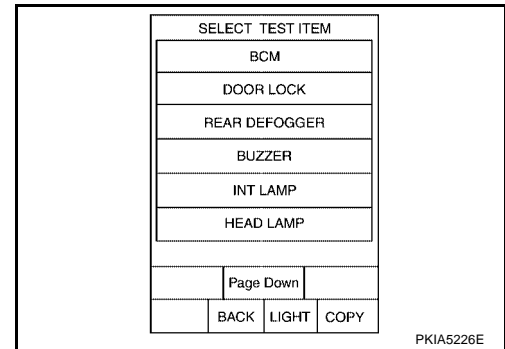 SELECT TEST ITEM
BCM
DOOR LOCK
REAR DEFOGGER
BUZZER
INT LAMP
HEAD LAMP
Page Down
BACK LIGHT COPY
PKIA5226E